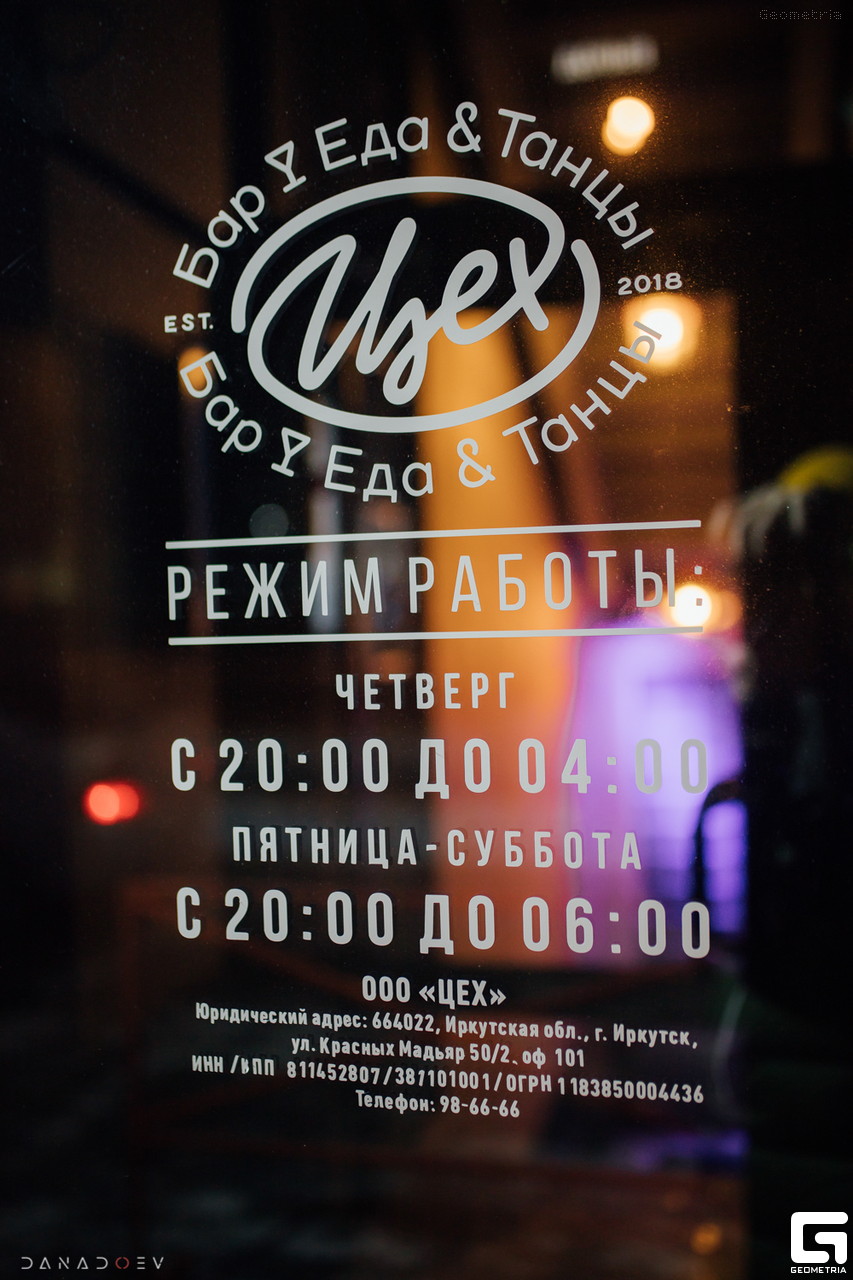 Geometria
Бар Еда & Танцы
Цех
EST. 2018
Бар Еда & Танцы
РЕЖИМ РАБОТЫ:
ЧЕТВЕРГ
С 20:00 ДО 04:00
ПЯТНИЦА-СУББОТА
С 20:00 ДО 06:00
ООО «ЦЕХ»
Юридический адрес: 664022, Иркутская обл., г. Иркутск,
ул. Красных Мадьяр 50/2, оф 101
ИНН /КПП 811452807/381101001/ОГРН 1183850004436
Телефон: 98-66-66
DANADOEV
GEOMETRIA